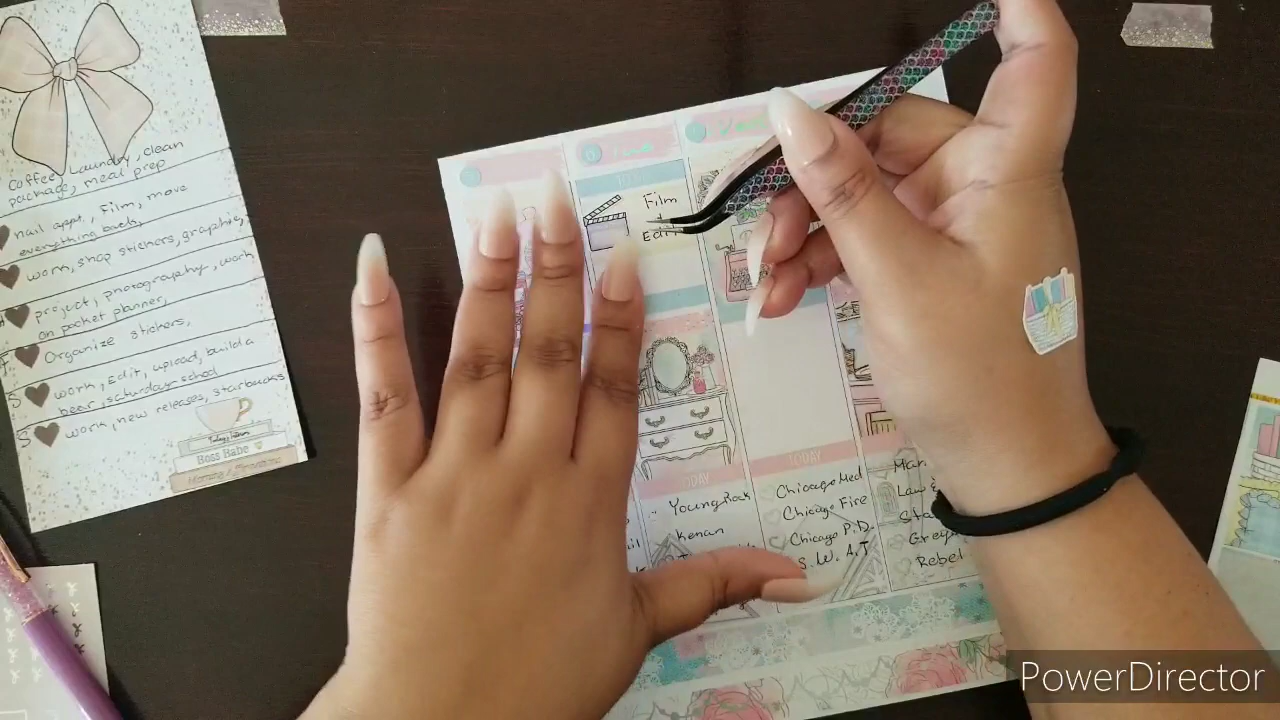 Coffee, Laundry, clean
package, meal prep
nail appt., Film, move
everything back,
work, shop stickers, graphing,
project, photography, work
on pocket planner,
F Organize stickers,
S work, Edit, upload, build a
bear, saturday school
S work, new releases, starbucks
Boss Babe
Film
Edit
TODAY
Young Rock
Kenan
TODAY
Chicago Med
Chicago Fire
Chicago P.D.
S.W.A.T
Law &
Rebel
PowerDirector